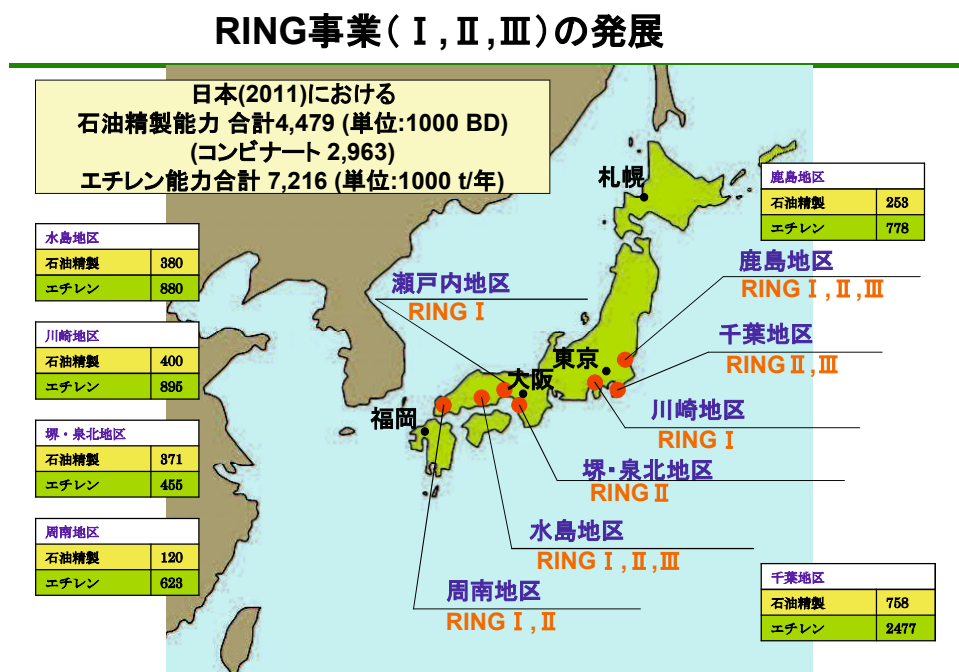 RING事業(Ⅰ,Ⅱ,Ⅲ)の発展
日本(2011)における
石油精製能力 合計4,479 (単位:1000 BD)
(コンビナート 2,963)
エチレン能力合計 7,216 (単位:1000 t/年)
鹿島地区
石油精製 253
エチレン 778
水島地区
石油精製 380
エチレン 880
川崎地区
石油精製 400
エチレン 895
堺・泉北地区
石油精製 371
エチレン 455
周南地区
石油精製 120
エチレン 623
札幌
瀬戸内地区
RINGⅠ
鹿島地区
RINGⅠ,Ⅱ,Ⅲ
千葉地区
RINGⅡ,Ⅲ
東京
大阪
福岡
川崎地区
RINGⅠ
堺・泉北地区
RINGⅡ
水島地区
RINGⅠ,Ⅱ,Ⅲ
周南地区
RINGⅠ,Ⅱ
千葉地区
石油精製 758
エチレン 2477